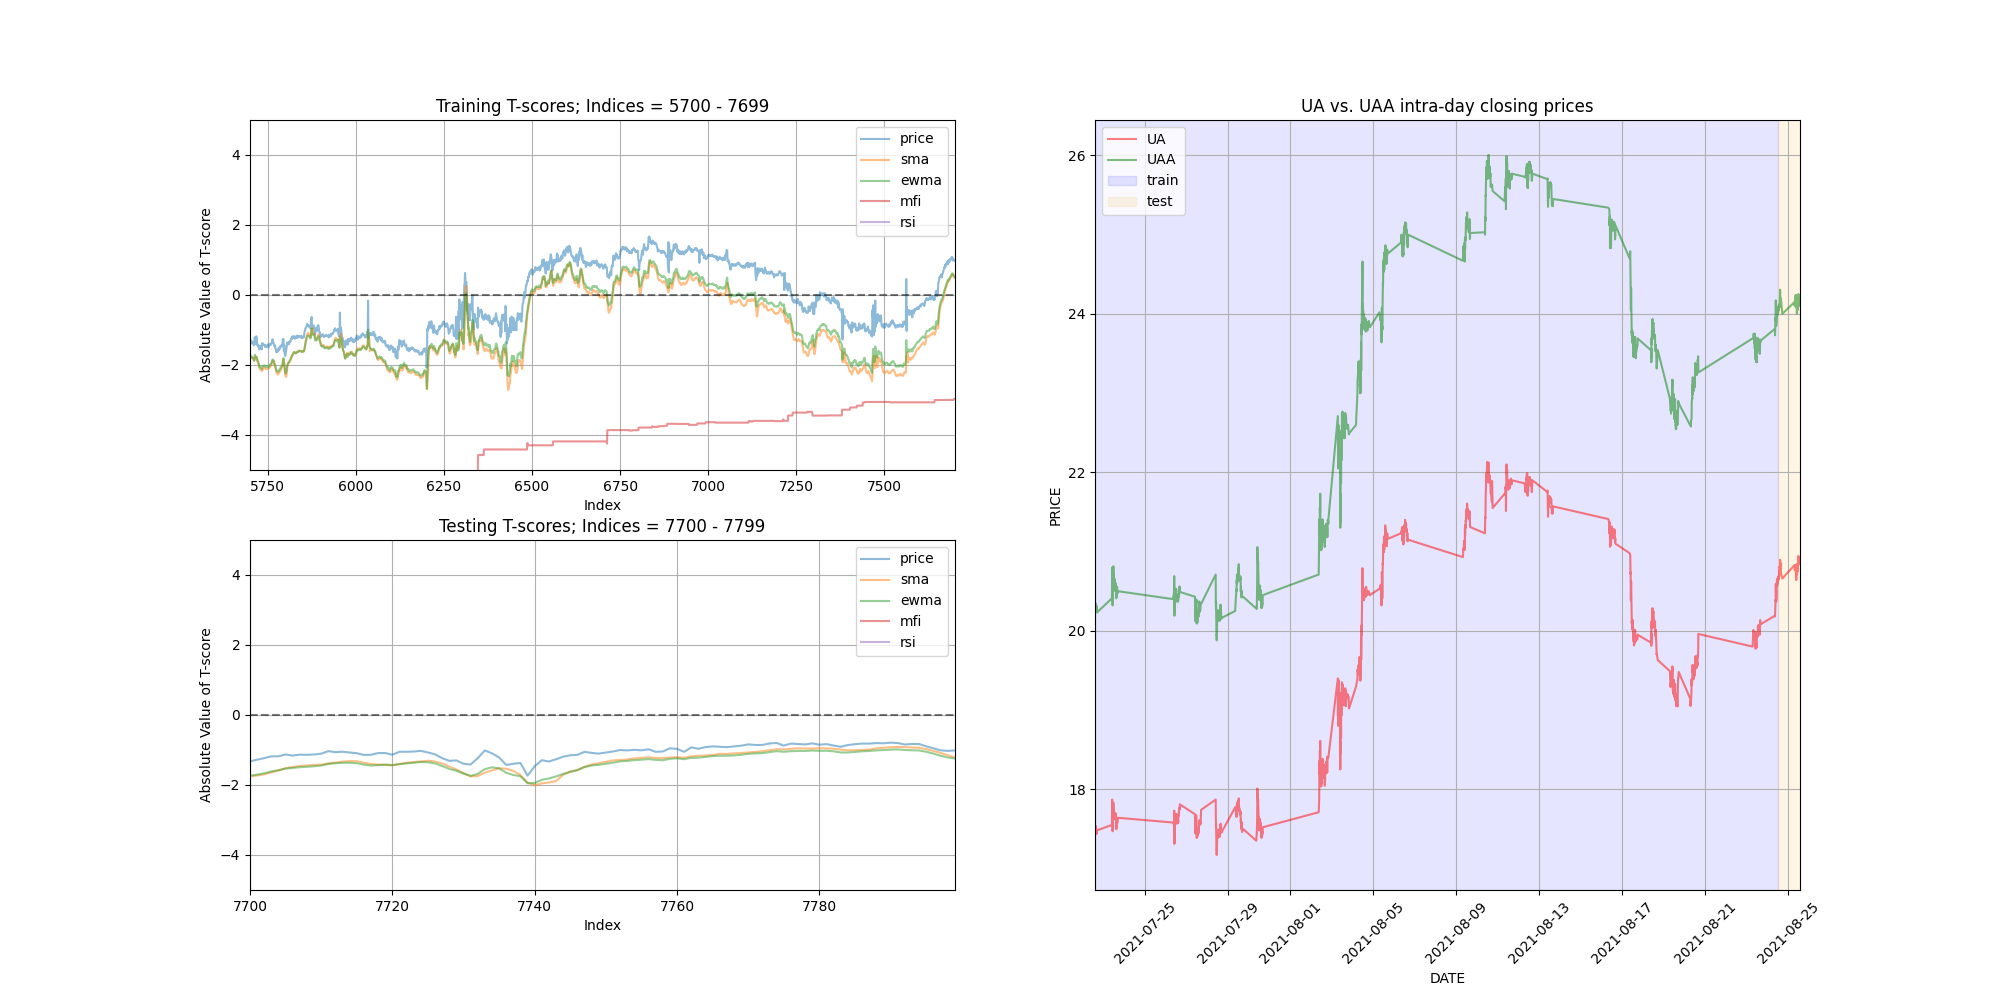 Training T-scores; Indices = 5700 - 7699
Absolute Value of T-score
4
2
0
−2
−4
price
sma
ewma
mfi
rsi
5750 6000 6250 6500 6750 7000 7250 7500
Index
Testing T-scores; Indices = 7700 - 7799
Absolute Value of T-score
4
2
0
−2
−4
price
sma
ewma
mfi
rsi
7700 7720 7740 7760 7780
Index
UA vs. UAA intra-day closing prices
PRICE
26
24
22
20
18
UA
UAA
train
test
2021-07-25 2021-07-29 2021-08-01 2021-08-05 2021-08-09 2021-08-13 2021-08-17 2021-08-21 2021-08-25
DATE